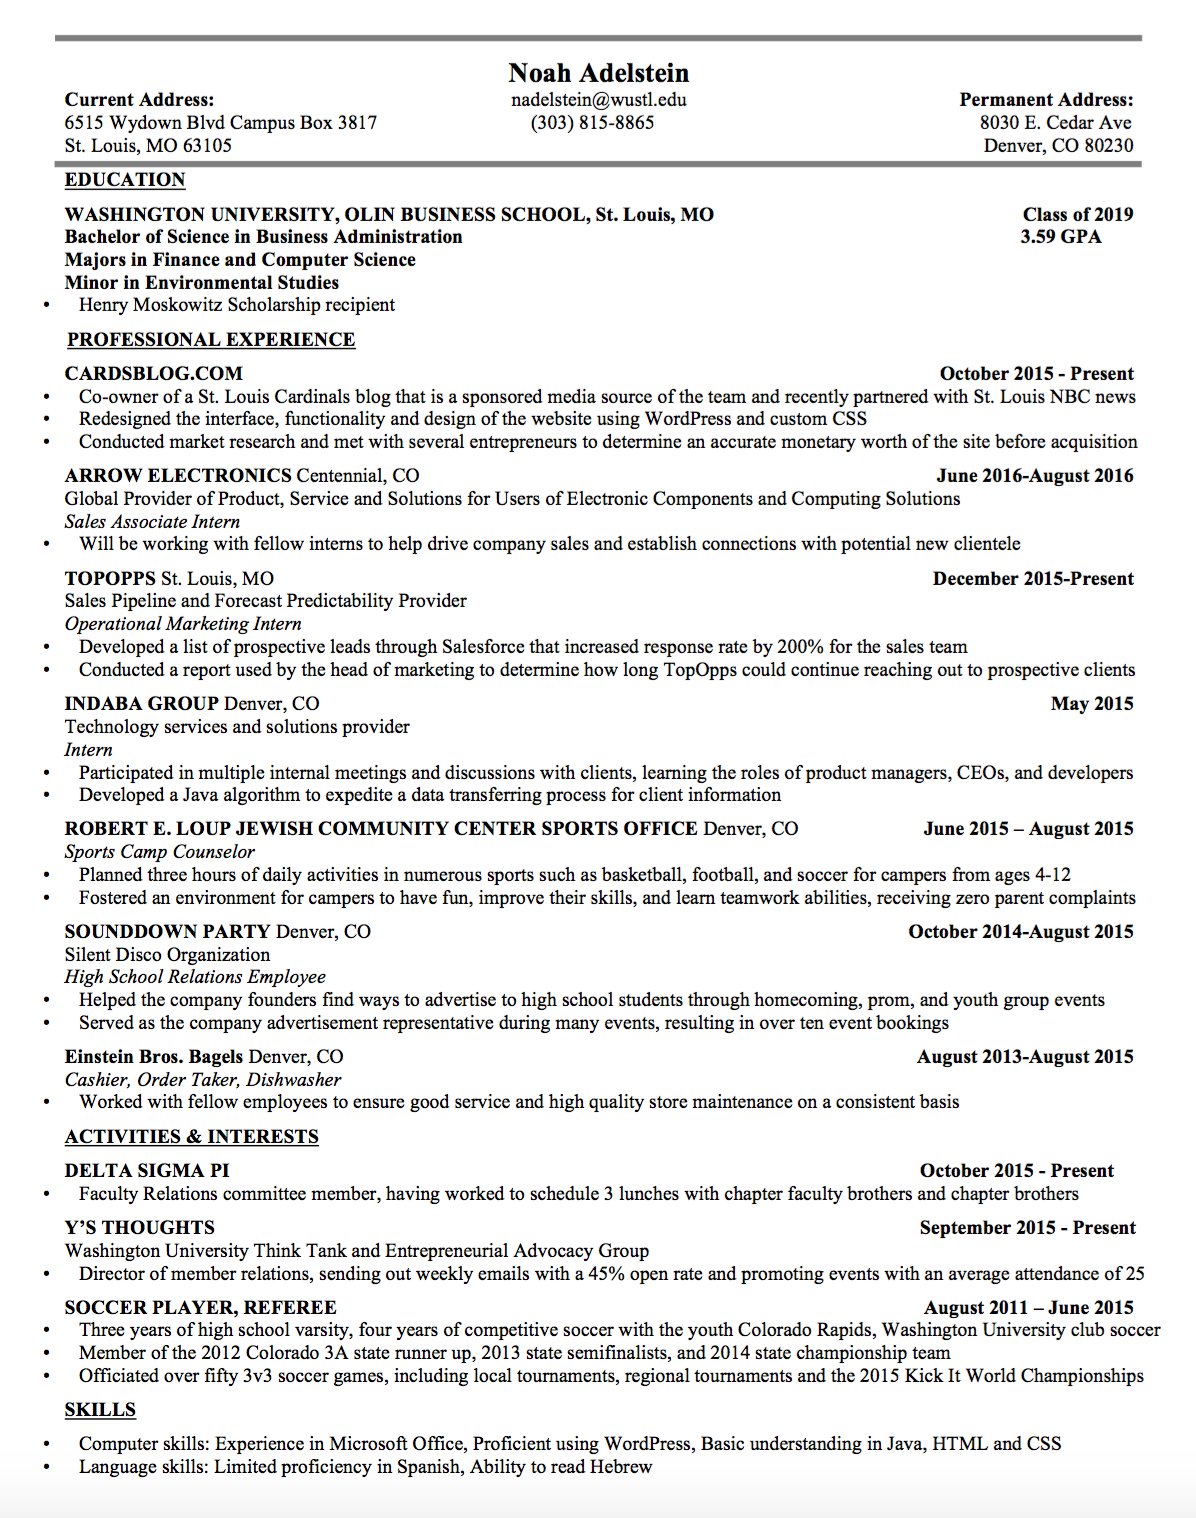 Noah Adelstein
Current Address: nadelstein@wustl.edu Permanent Address:
6515 Wydown Blvd Campus Box 3817 (303) 815-8865 8030 E. Cedar Ave
St. Louis, MO 63105 Denver, CO 80230
EDUCATION
WASHINGTON UNIVERSITY, OLIN BUSINESS SCHOOL, St. Louis, MO Class of 2019
Bachelor of Science in Business Administration 3.59 GPA
Majors in Finance and Computer Science
Minor in Environmental Studies
• Henry Moskowitz Scholarship recipient
PROFESSIONAL EXPERIENCE
CARDSBLOG.COM October 2015 - Present
• Co-owner of a St. Louis Cardinals blog that is a sponsored media source of the team and recently partnered with St. Louis NBC news
• Redesigned the interface, functionality and design of the website using WordPress and custom CSS
• Conducted market research and met with several entrepreneurs to determine an accurate monetary worth of the site before acquisition
ARROW ELECTRONICS Centennial, CO June 2016-August 2016
Global Provider of Product, Service and Solutions for Users of Electronic Components and Computing Solutions
Sales Associate Intern
• Will be working with fellow interns to help drive company sales and establish connections with potential new clientele
TOPOPPS St. Louis, MO December 2015-Present
Sales Pipeline and Forecast Predictability Provider
Operational Marketing Intern
• Developed a list of prospective leads through Salesforce that increased response rate by 200% for the sales team
• Conducted a report used by the head of marketing to determine how long TopOpps could continue reaching out to prospective clients
INDABA GROUP Denver, CO May 2015
Technology services and solutions provider
Intern
• Participated in multiple internal meetings and discussions with clients, learning the roles of product managers, CEOs, and developers
• Developed a Java algorithm to expedite a data transferring process for client information
ROBERT E. LOUP JEWISH COMMUNITY CENTER SPORTS OFFICE Denver, CO June 2015 – August 2015
Sports Camp Counselor
• Planned three hours of daily activities in numerous sports such as basketball, football, and soccer for campers from ages 4-12
• Fostered an environment for campers to have fun, improve their skills, and learn teamwork abilities, receiving zero parent complaints
SOUNDDOWN PARTY Denver, CO October 2014-August 2015
Silent Disco Organization
High School Relations Employee
• Helped the company founders find ways to advertise to high school students through homecoming, prom, and youth group events
• Served as the company advertisement representative during many events, resulting in over ten event bookings
Einstein Bros. Bagels Denver, CO August 2013-August 2015
Cashier, Order Taker, Dishwasher
• Worked with fellow employees to ensure good service and high quality store maintenance on a consistent basis
ACTIVITIES & INTERESTS
DELTA SIGMA PI October 2015 - Present
• Faculty Relations committee member, having worked to schedule 3 lunches with chapter faculty brothers and chapter brothers
Y’S THOUGHTS September 2015 - Present
Washington University Think Tank and Entrepreneurial Advocacy Group
• Director of member relations, sending out weekly emails with a 45% open rate and promoting events with an average attendance of 25
SOCCER PLAYER, REFEREE August 2011 – June 2015
• Three years of high school varsity, four years of competitive soccer with the youth Colorado Rapids, Washington University club soccer
• Member of the 2012 Colorado 3A state runner up, 2013 state semifinalists, and 2014 state championship team
• Officiated over fifty 3v3 soccer games, including local tournaments, regional tournaments and the 2015 Kick It World Championships
SKILLS
• Computer skills: Experience in Microsoft Office, Proficient using WordPress, Basic understanding in Java, HTML and CSS
• Language skills: Limited proficiency in Spanish, Ability to read Hebrew